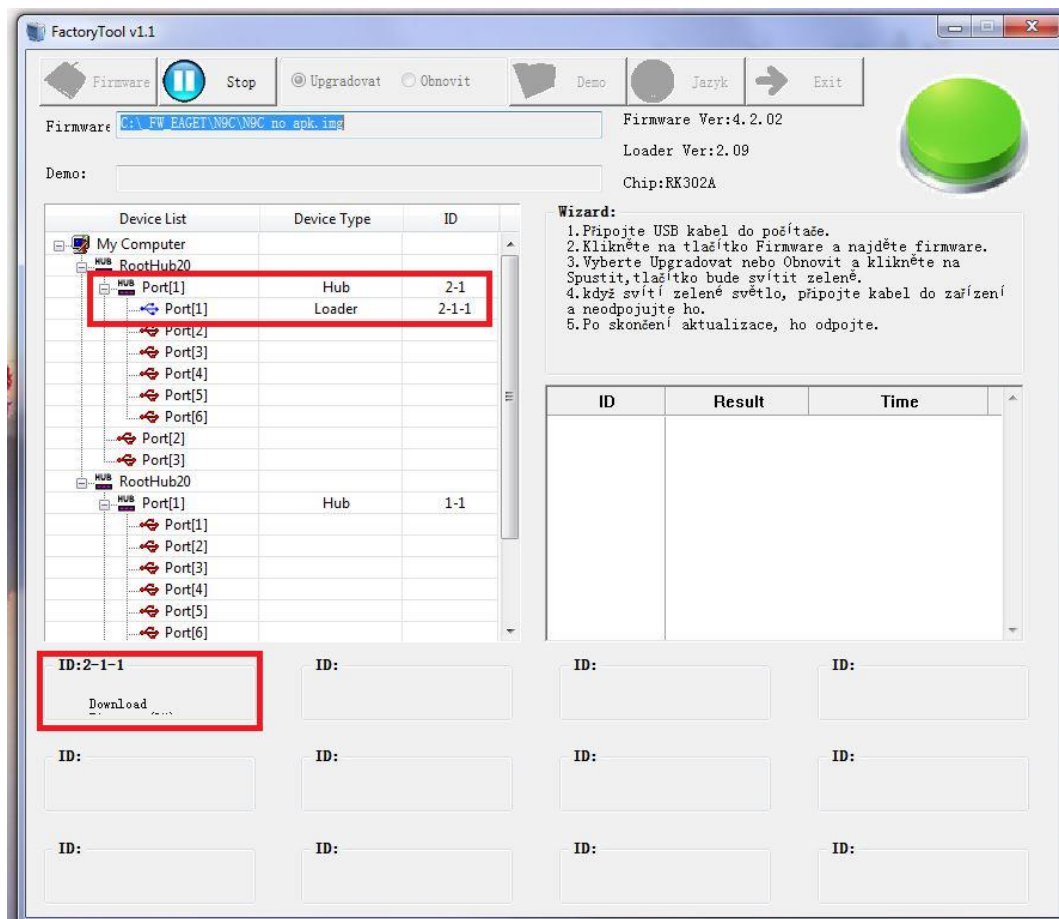 FactoryTool v1.1
Firmware
Stop
Upgradovat
Obnovit
Demo
Jazyk
Exit
Firmware
C:\_FW_EAGET\N9C\N9C no apk.img
Firmware Ver:4.2.02
Loader Ver:2.09
Demo:
Chip:RK302A
Device List Device Type ID
My Computer
RootHub20
Port[1] Hub 2-1
Port[1] Loader 2-1-1
Port[2]
Port[3]
Port[4]
Port[5]
Port[6]
Port[2]
Port[3]
RootHub20
Port[1] Hub 1-1
Port[1]
Port[2]
Port[3]
Port[4]
Port[5]
Port[6]
Wizard:
1.Připojte USB kabel do počítače.
2.Klikněte na tlačítko Firmware a najděte firmware.
3.Vyberte Upgradovat nebo Obnovit a klikněte na
Spustit,tlačítko bude svítit zeleně.
4.když svítí zelené světlo, připojte kabel do zařízení
a neodpojujte ho.
5.Po skončení aktualizace, ho odpojte.
ID Result Time
ID:2-1-1
Download
ID:
ID:
ID:
ID:
ID:
ID:
ID:
ID:
ID:
ID:
ID: